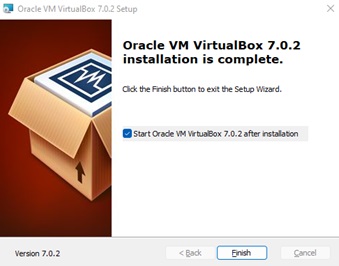 Oracle VM VirtualBox 7.0.2 Setup
Oracle VM VirtualBox 7.0.2
installation is complete.
Click the Finish button to exit the Setup Wizard.
Start Oracle VM VirtualBox 7.0.2 after installation
Version 7.0.2
< Back
Finish
Cancel